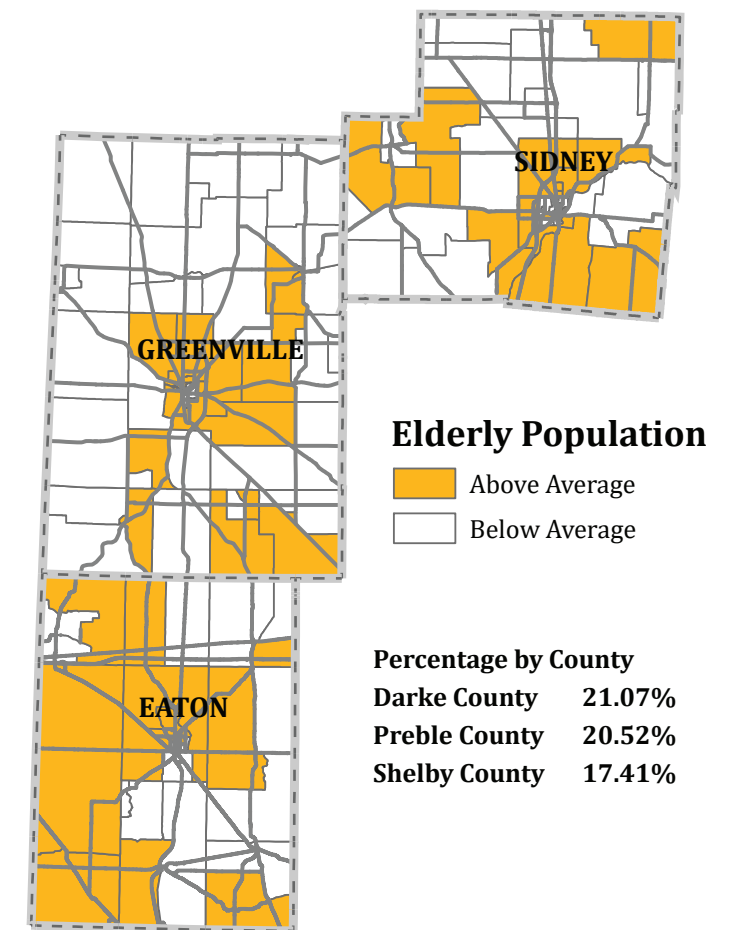 SIDNEY
GREENVILLE
Elderly Population
Above Average
Below Average
Percentage by County
Darke County 21.07%
Preble County 20.52%
Shelby County 17.41%
EATON